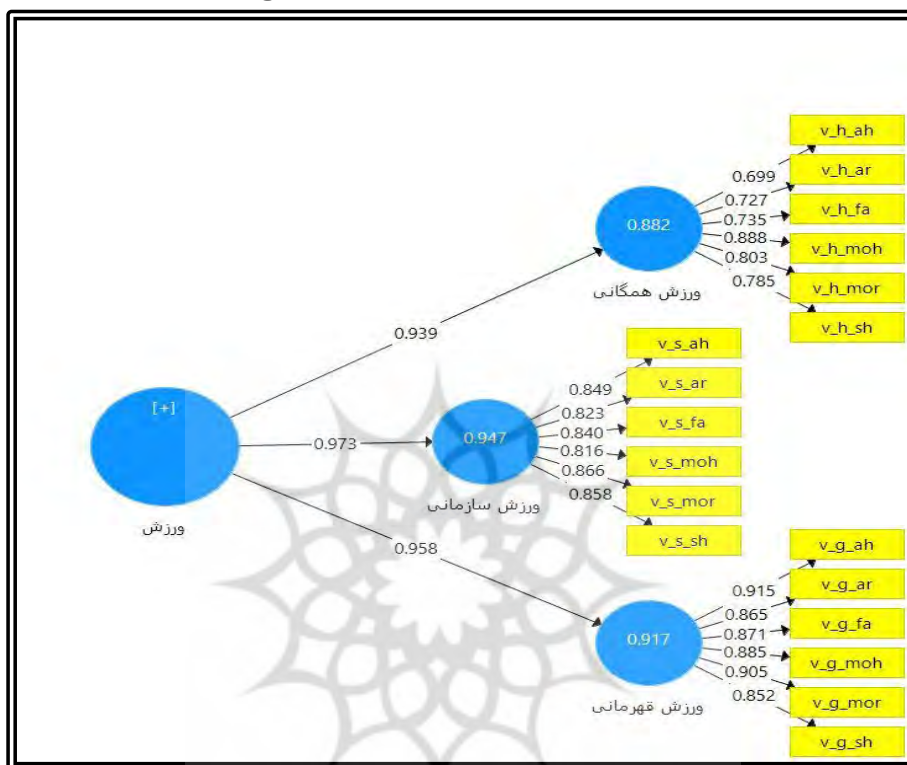 v_h_ah
v_h_ar
v_h_fa
v_h_moh
v_h_mor
v_h_sh
0.699
0.727
0.735
0.888
0.803
0.785
0.882
ورزش همگانی
0.939
v_s_ah
v_s_ar
v_s_fa
v_s_moh
v_s_mor
v_s_sh
0.849
0.823
0.840
0.816
0.866
0.858
0.947
ورزش سازمانی
[+]
0.973
ورزش
0.958
v_g_ah
v_g_ar
v_g_fa
v_g_moh
v_g_mor
v_g_sh
0.915
0.865
0.871
0.885
0.905
0.852
0.917
ورزش قهرمانی